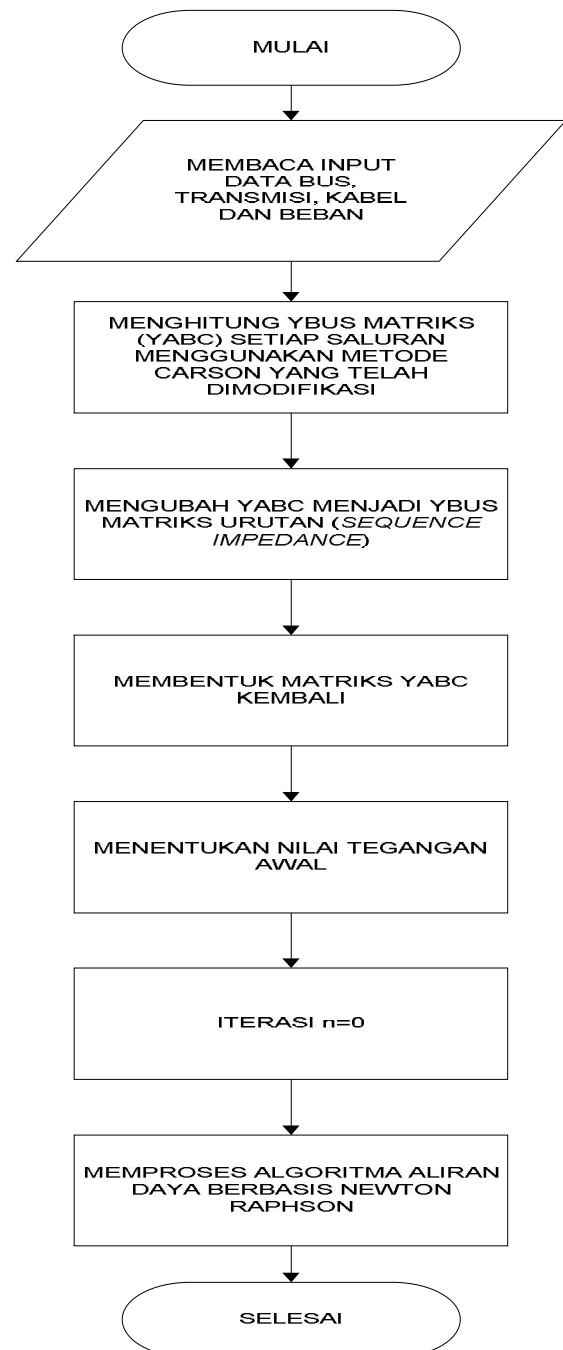 MULAI
MEMBACA INPUT
DATA BUS,
TRANSMISI, KABEL
DAN BEBAN
MENGHITUNG YBUS MATRIKS
(YABC) SETIAP SALURAN
MENGGUNAKAN METODE
CARSON YANG TELAH
DIMODIFIKASI
MENGUBAH YABC MENJADI YBUS
MATRIKS URUTAN (SEQUENCE
IMPEDANCE)
MEMBENTUK MATRIKS YABC
KEMBALI
MENENTUKAN NILAI TEGANGAN
AWAL
ITERASI n=0
MEMPROSES ALGORITMA ALIRAN
DAYA BERBASIS NEWTON
RAPHSON
SELESAI